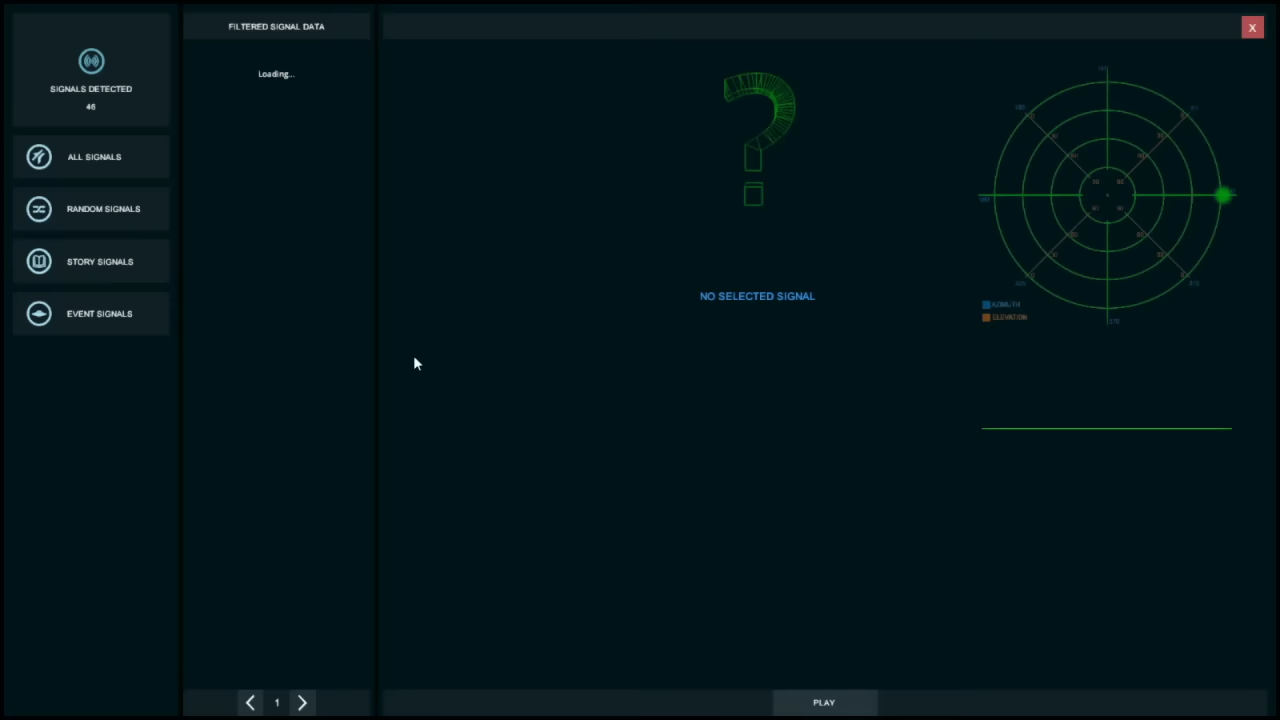 FILTERED SIGNAL DATA
X
Loading...
SIGNALS DETECTED
46
ALL SIGNALS
RANDOM SIGNALS
STORY SIGNALS
EVENT SIGNALS
NO SELECTED SIGNAL
AZIMUTH
ELEVATION
1
PLAY